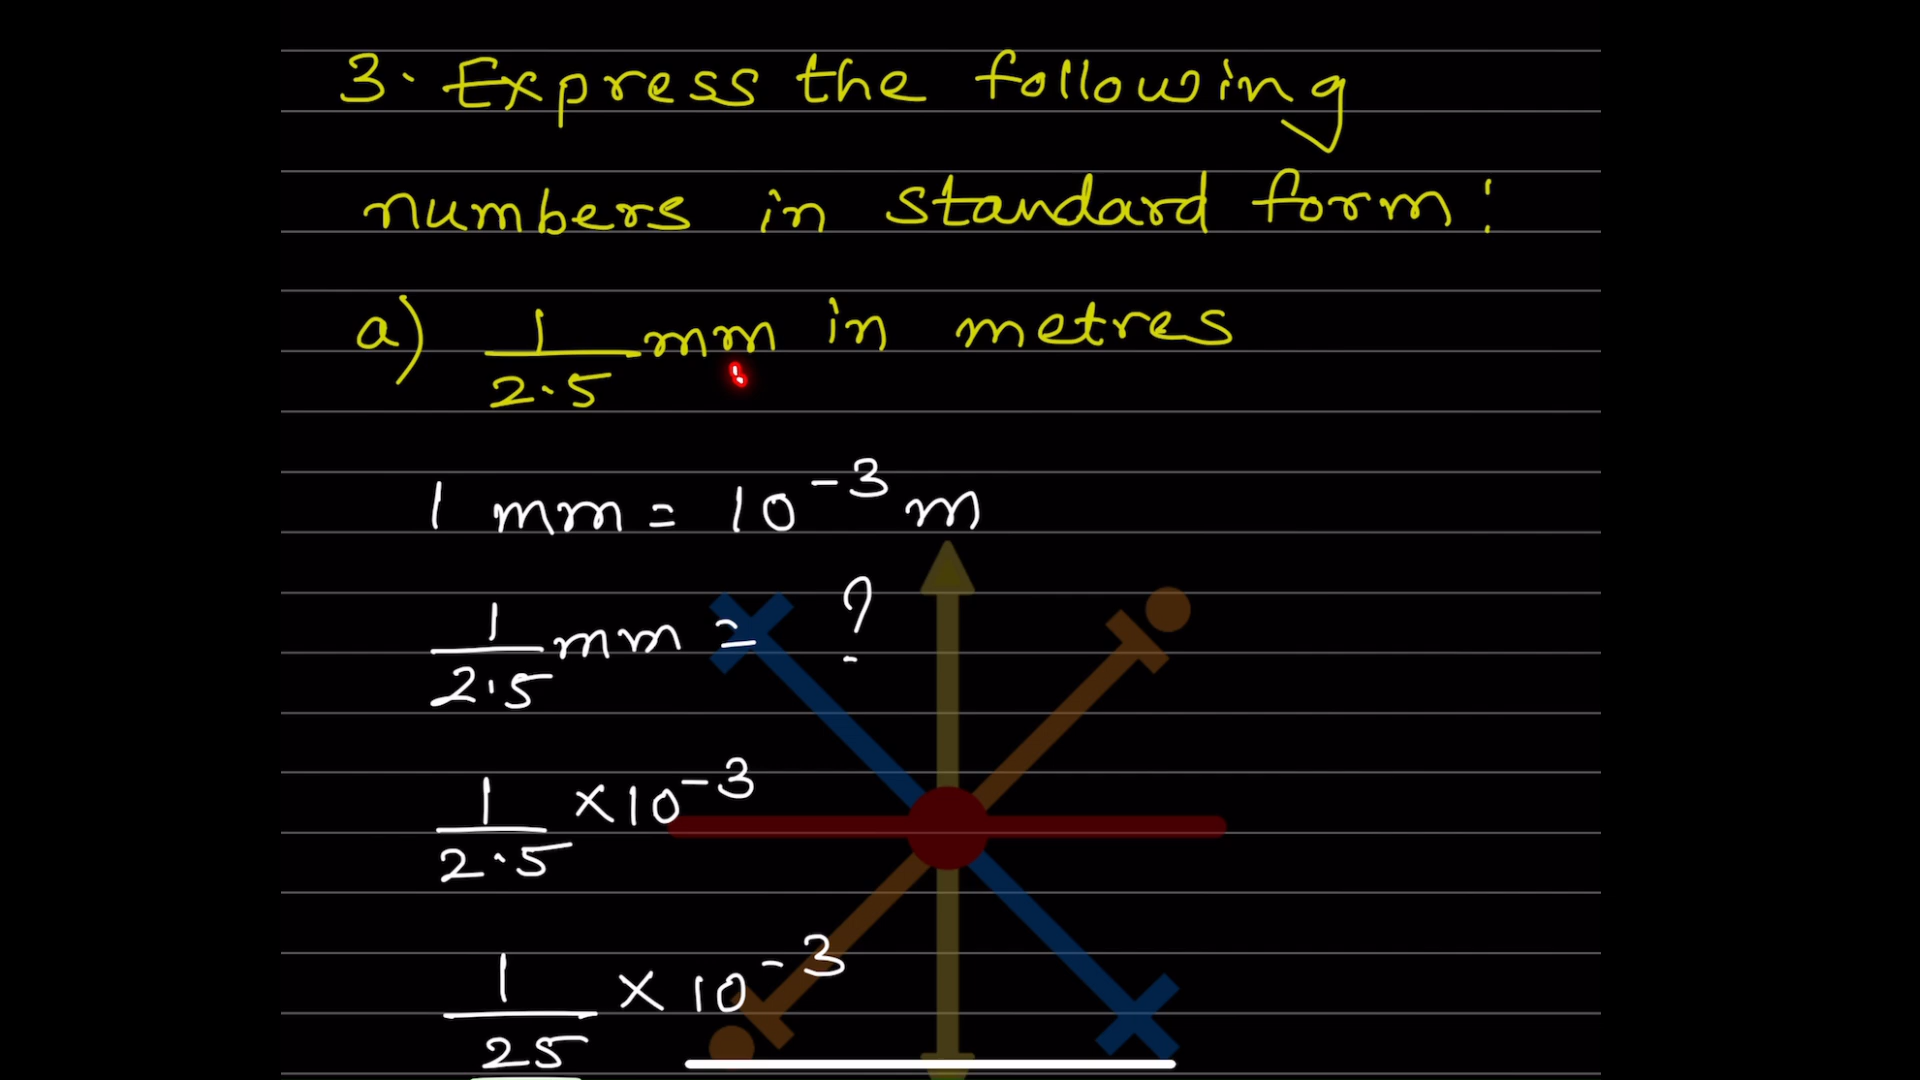 3. Express the following
numbers in standard form:
a) 1/2.5 mm in metres
1 mm = 10⁻³ m
1/2.5 mm = ?
1/2.5 × 10⁻³
1/25 × 10⁻³